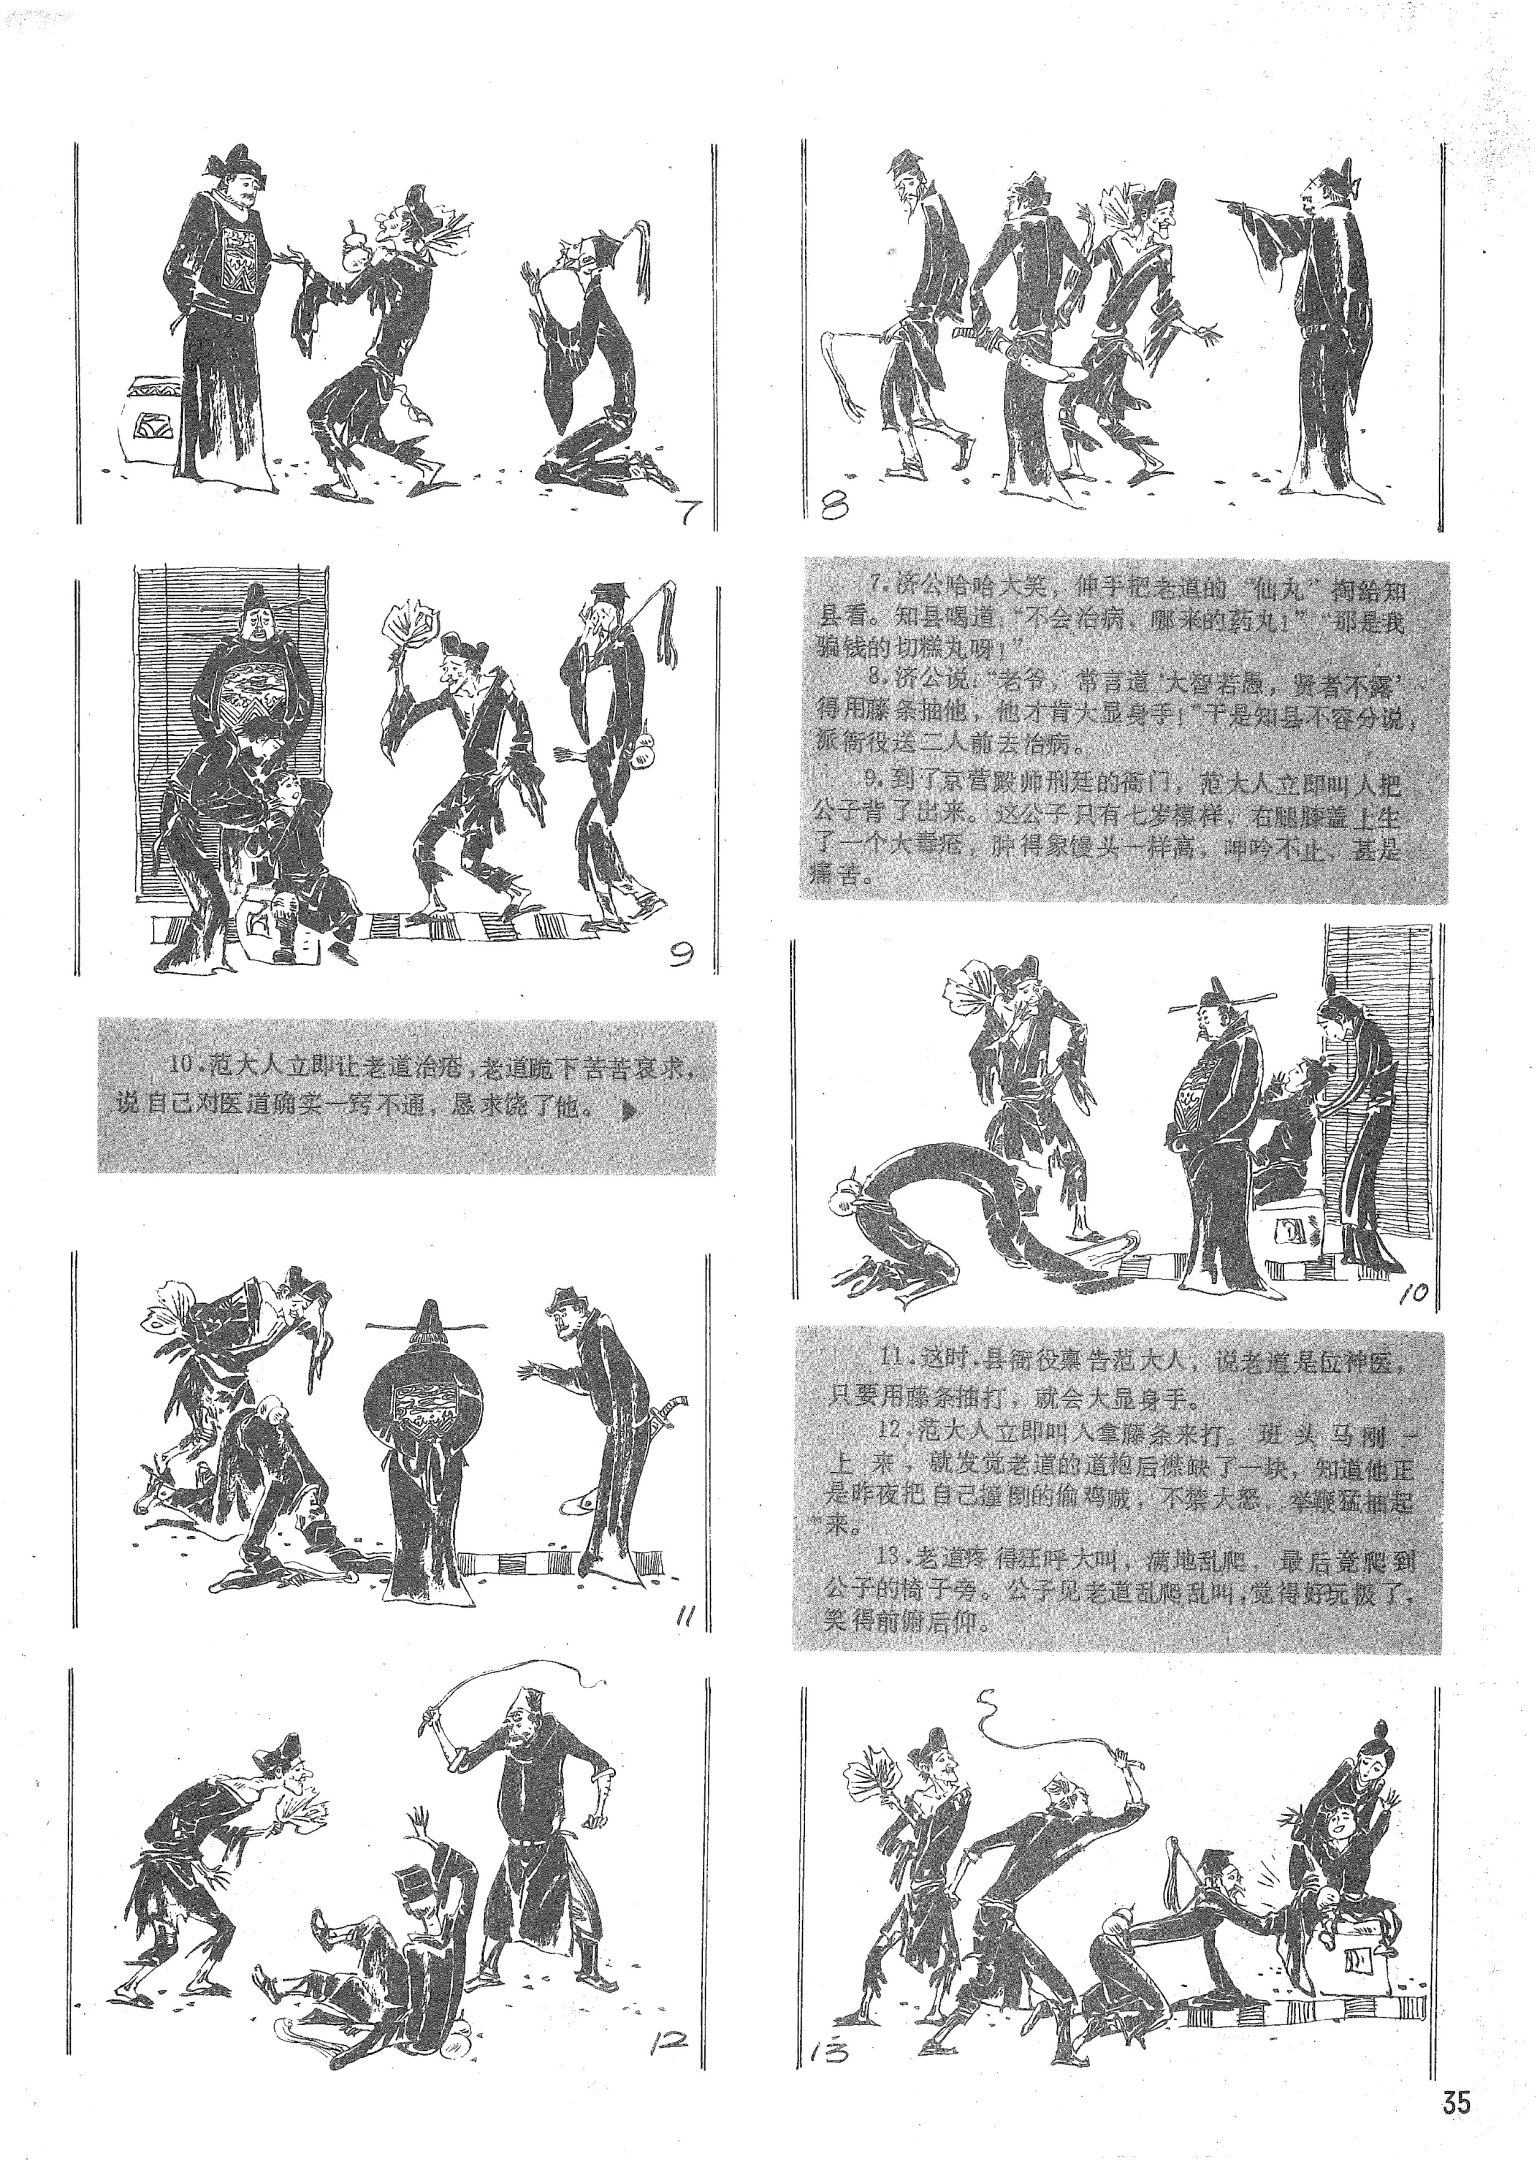 7
8
7.济公哈哈大笑，伸手把老道的“仙丸”掏给知
县看。知县喝道，“不会治病，哪来的药丸！”“那是我
骗钱的切糕丸呀！”
8.济公说：“老爷，常言道‘大智若愚，贤者不露’
得用藤条抽他，他才肯大显身手！”于是知县不容分说，
派衙役送二人前去治病。
9.到了京营殿帅刑廷的衙门，范大人立即叫人把
公子背了出来。这公子只有七岁模样，右腿膝盖上生
了一个大毒疮，肿得象馒头一样高，呻吟不止，甚是
痛苦。
9
10.范大人立即让老道治疮，老道跪下苦苦哀求，
说自己对医道确实一窍不通，恳求饶了他。▶
10
11.这时，县衙役禀告范大人，说老道是位神医，
只要用藤条抽打，就会大显身手。
12.范大人立即叫人拿藤条来打。班头马刚一
上来，就发觉老道的道袍后襟缺了一块，知道他正
是昨夜把自己撞倒的偷鸡贼，不禁大怒 举鞭猛抽起
来。
13.老道疼得狂呼大叫，满地乱爬，最后竟爬到
公子的椅子旁。公子见老道乱爬乱叫，觉得好玩极了，
笑得前俯后仰。
11
12
13
35